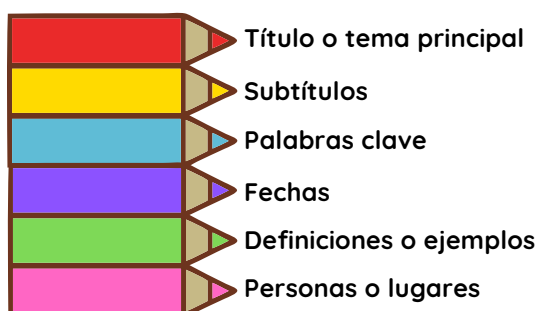 Título o tema principal
Subtítulos
Palabras clave
Fechas
Definiciones o ejemplos
Personas o lugares